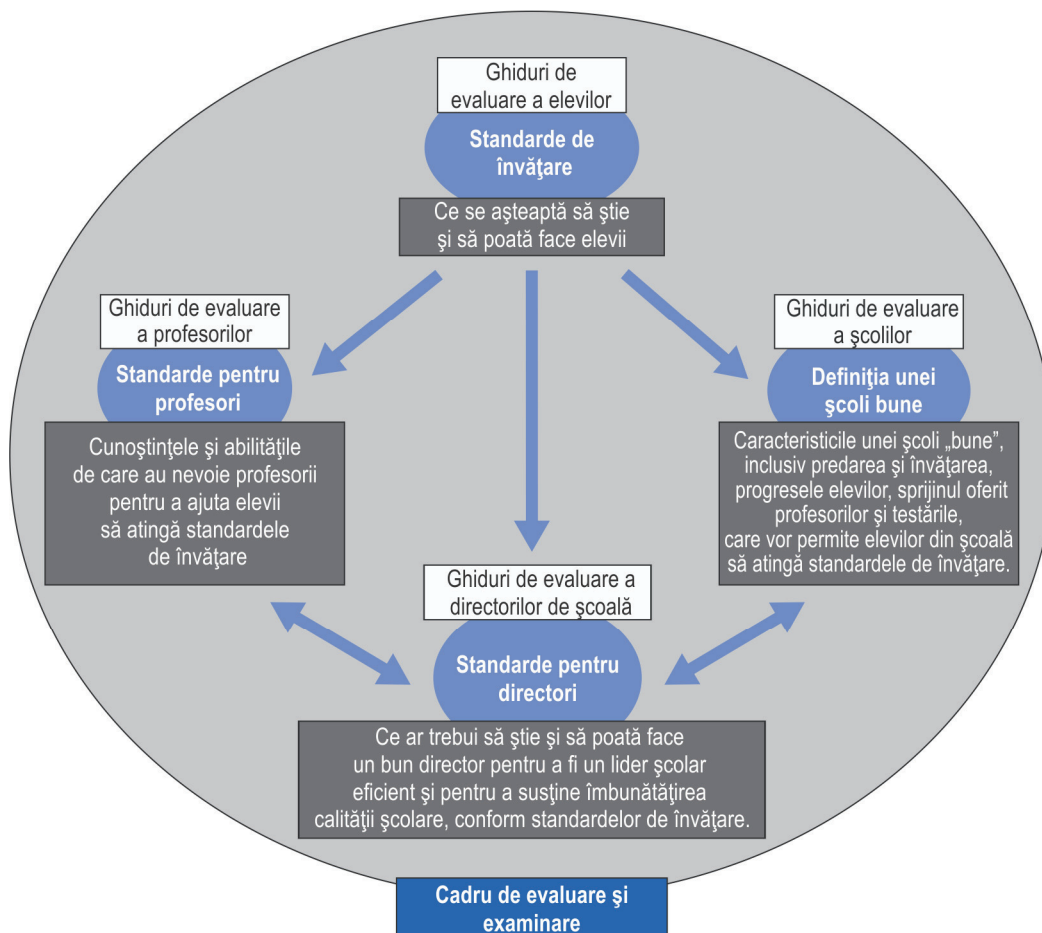 Ghiduri de
evaluare a elevilor
Standarde de
învăţare
Ce se aşteaptă să ştie
şi să poată face elevii
Ghiduri de evaluare
a profesorilor
Standarde pentru
profesori
Cunoştinţele şi abilităţile
de care au nevoie profesorii
pentru a ajuta elevii
să atingă standardele
de învăţare
Ghiduri de evaluare
a şcolilor
Definiţia unei
şcoli bune
Caracteristicile unei şcoli „bune”,
inclusiv predarea şi învăţarea,
progresele elevilor, sprijinul oferit
profesorilor şi testările,
care vor permite elevilor din şcoală
să atingă standardele de învăţare.
Ghiduri de evaluare a
directorilor de şcoală
Standarde pentru
directori
Ce ar trebui să ştie şi să poată face
un bun director pentru a fi un lider şcolar
eficient şi pentru a susţine îmbunătăţirea
calităţii şcolare, conform standardelor de învăţare.
Cadru de evaluare şi
examinare